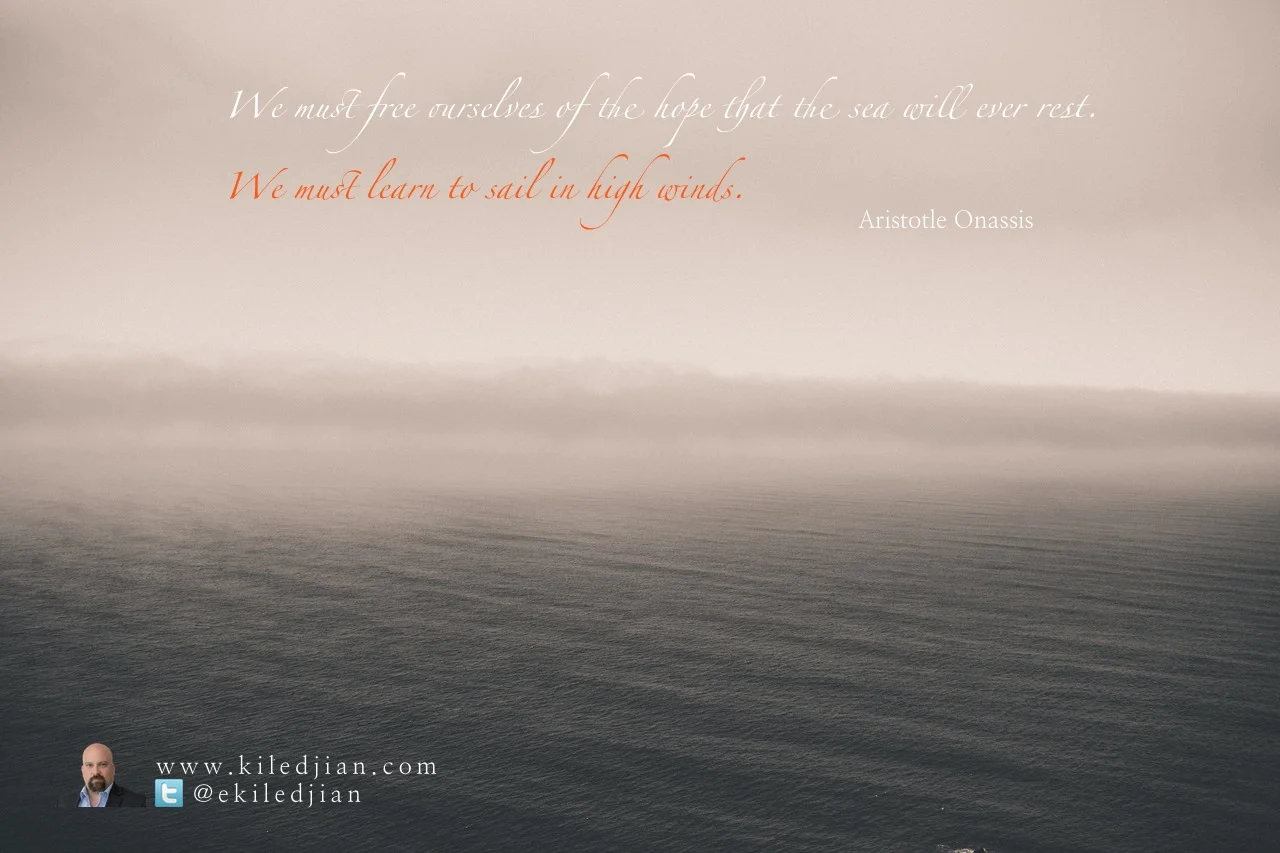 We must free ourselves of the hope that the sea will ever rest.
We must learn to sail in high winds.
Aristotle Onassis
www.kiledjian.com
@ekiledjian